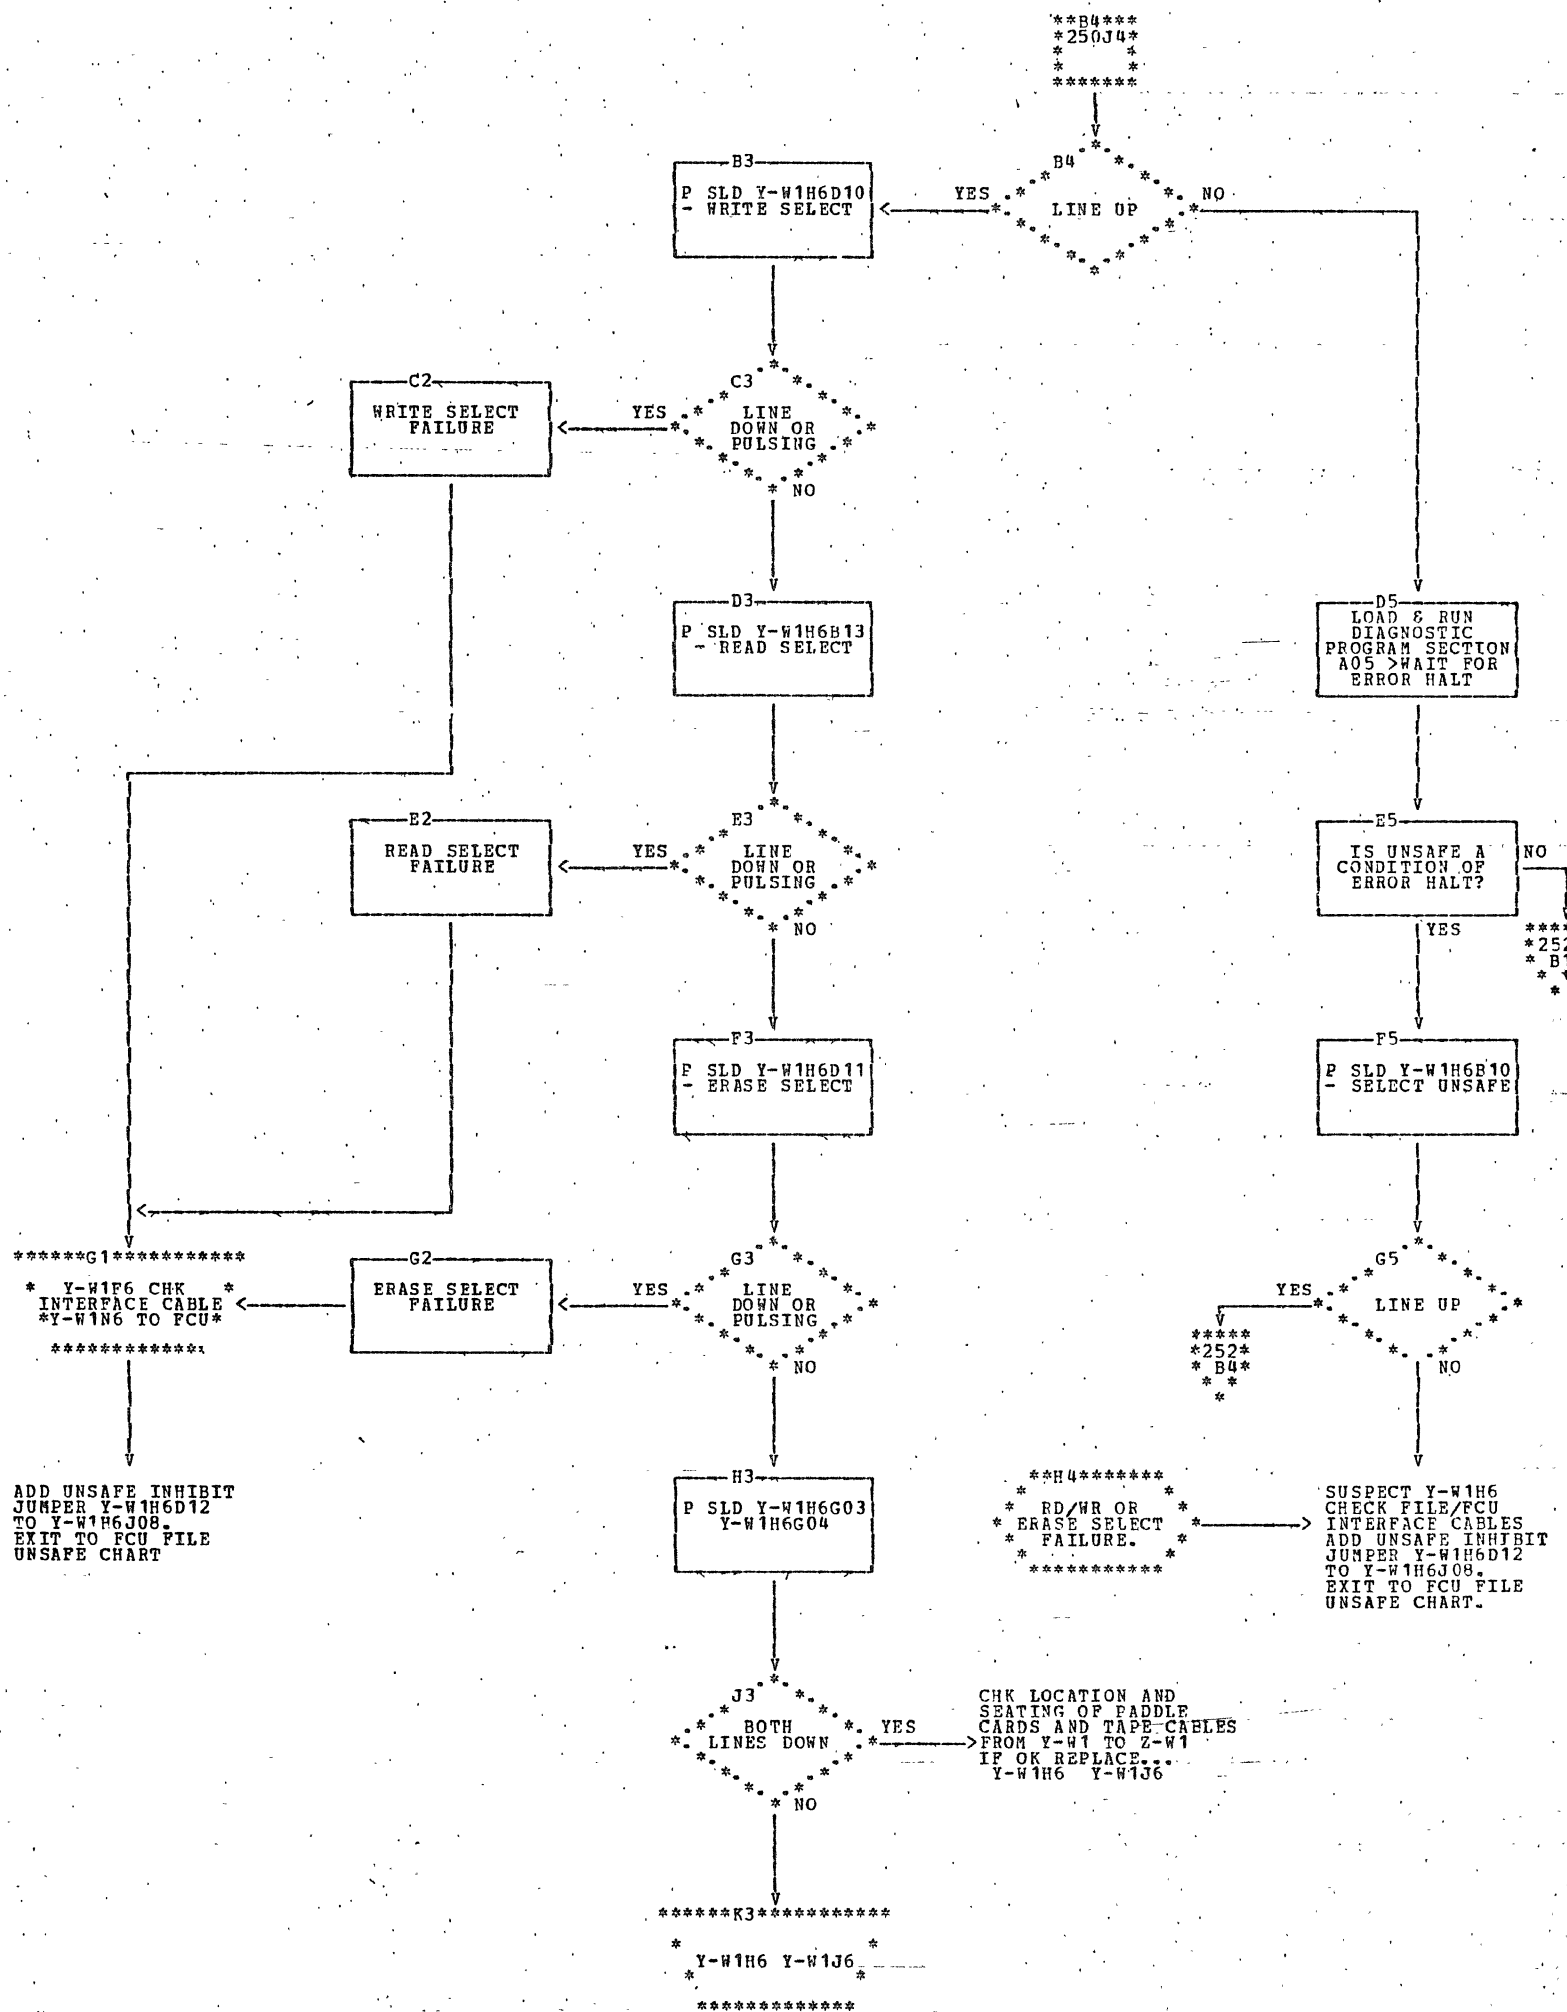 **B4***
*250J4*
*     *
*     *
*******
B4
LINE UP
YES
NO
B3
P SLD Y-W1H6D10
- WRITE SELECT
C3
LINE
DOWN OR
PULSING
YES
NO
C2
WRITE SELECT
FAILURE
D3
P SLD Y-W1H6B13
- READ SELECT
D5
LOAD & RUN
DIAGNOSTIC
PROGRAM SECTION
A05 >WAIT FOR
ERROR HALT
E3
LINE
DOWN OR
PULSING
YES
NO
E2
READ SELECT
FAILURE
E5
IS UNSAFE A
CONDITION OF
ERROR HALT?
NO
YES
****
*252
* B
F3
P SLD Y-W1H6D11
- ERASE SELECT
F5
P SLD Y-W1H6B10
- SELECT UNSAFE
******G1***********
* Y-W1F6 CHK *
INTERFACE CABLE
*Y-W1N6 TO FCU*
*************
G2
ERASE SELECT
FAILURE
G3
LINE
DOWN OR
PULSING
YES
NO
G5
LINE UP
YES
NO
*****
*252*
* B4*
* *
*
ADD UNSAFE INHIBIT
JUMPER Y-W1H6D12
TO Y-W1H6J08.
EXIT TO FCU FILE
UNSAFE CHART
H3
P SLD Y-W1H6G03
Y-W1H6G04
**H4*******
RD/WR OR
* ERASE SELECT *
FAILURE.
***********
SUSPECT Y-W1H6
CHECK FILE/FCU
INTERFACE CABLES
ADD UNSAFE INHIBIT
JUMPER Y-W1H6D12
TO Y-W1H6J08.
EXIT TO FCU FILE
UNSAFE CHART.
J3
BOTH
LINES DOWN
YES
NO
CHK LOCATION AND
SEATING OF PADDLE
CARDS AND TAPE CABLES
FROM Y-W1 TO Z-W1
IF OK REPLACE...
Y-W1H6 Y-W1J6
******K3***********
Y-W1H6 Y-W1J6
*************